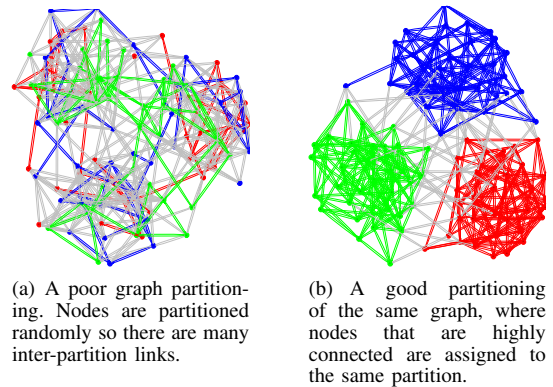 (a) A poor graph partition-
ing. Nodes are partitioned
randomly so there are many
inter-partition links.
(b) A good partitioning
of the same graph, where
nodes that are highly
connected are assigned to
the same partition.